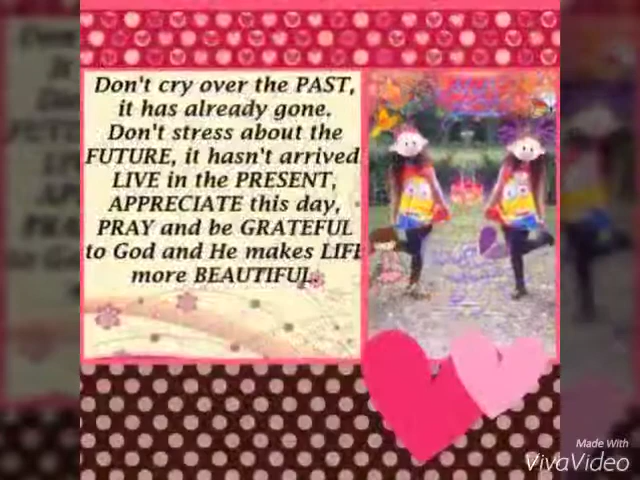 Don't cry over the PAST,
it has already gone.
Don't stress about the
FUTURE, it hasn't arrived
LIVE in the PRESENT,
APPRECIATE this day,
PRAY and be GRATEFUL
to God and He makes LIFE
more BEAUTIFUL.
Made With
VivaVideo